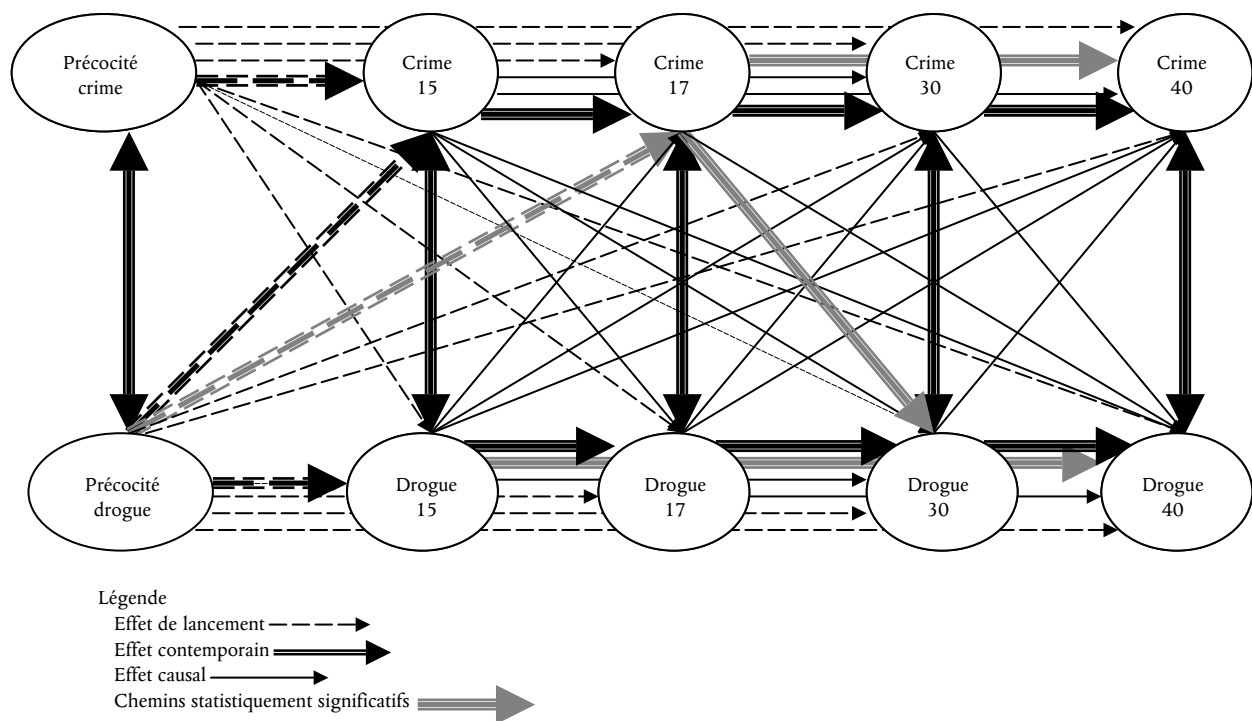 Précocité
crime
Crime
15
Crime
17
Crime
30
Crime
40
Précocité
drogue
Drogue
15
Drogue
17
Drogue
30
Drogue
40
Légende
Effet de lancement
Effet contemporain
Effet causal
Chemins statistiquement significatifs